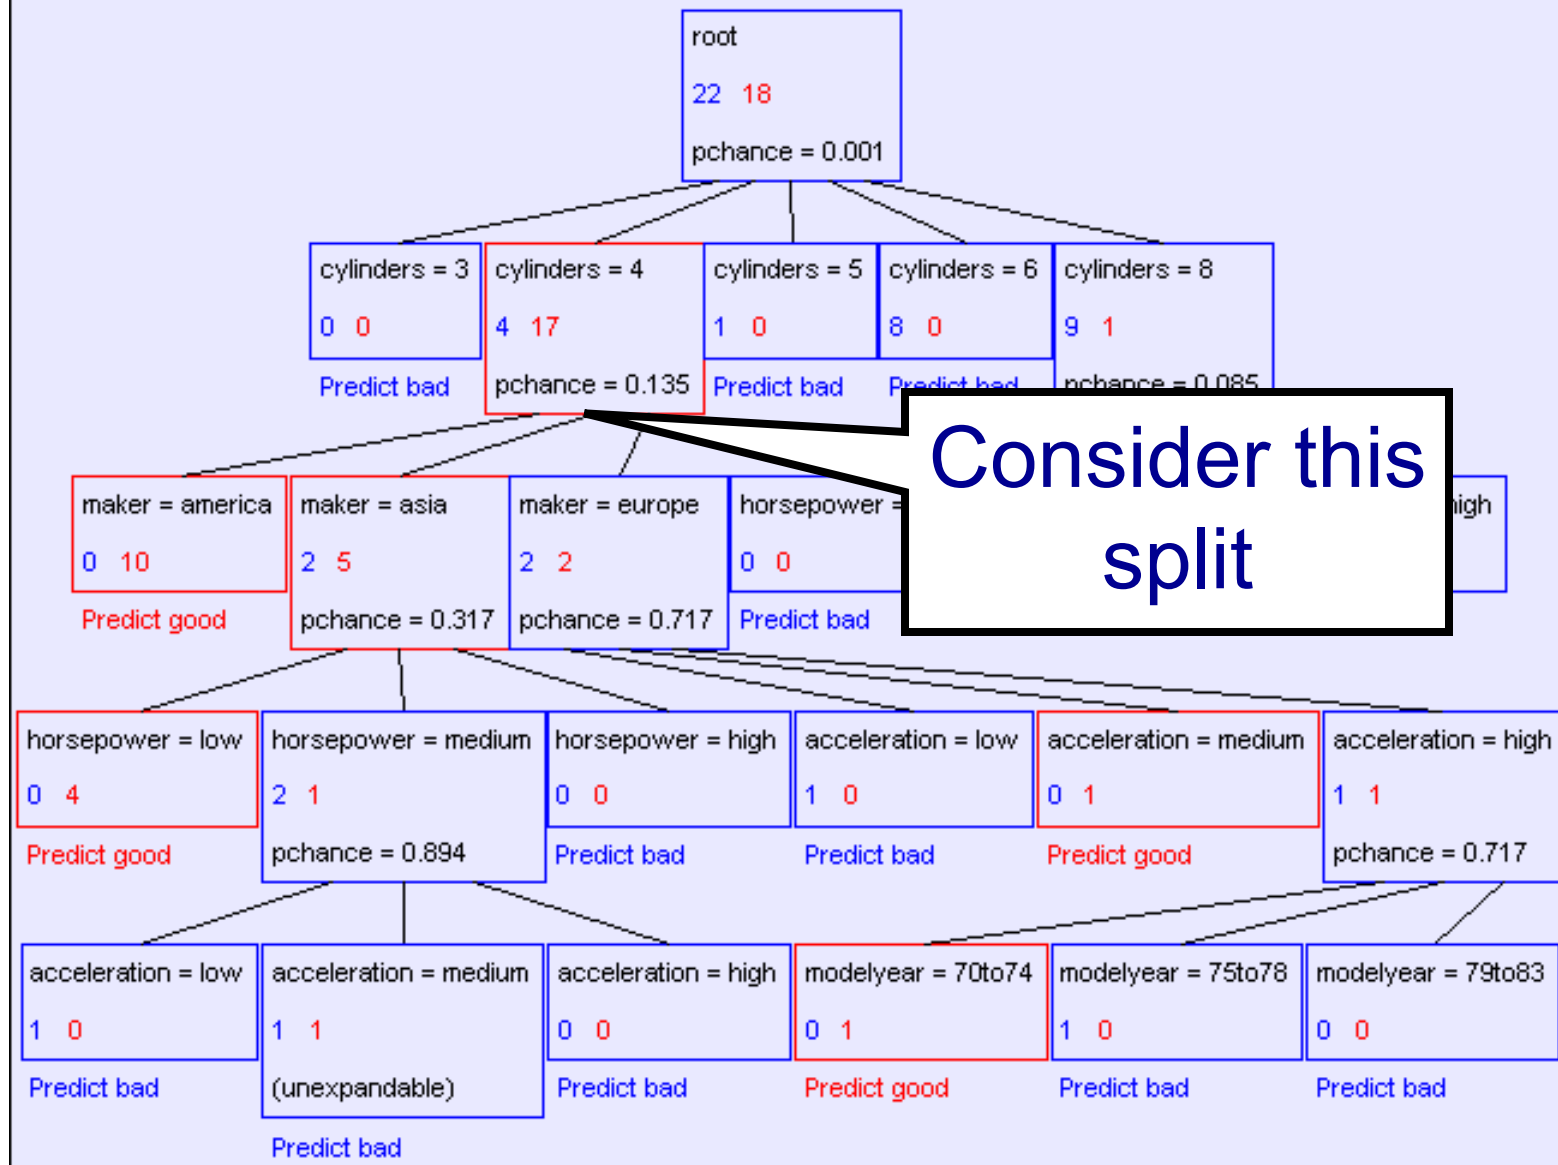 root
22 18
pchance = 0.001
cylinders = 3
0 0
Predict bad
cylinders = 4
4 17
pchance = 0.135
cylinders = 5
1 0
Predict bad
cylinders = 6
8 0
Predict bad
cylinders = 8
9 1
pchance = 0.085
Consider this
split
maker = america
0 10
Predict good
maker = asia
2 5
pchance = 0.317
maker = europe
2 2
pchance = 0.717
horsepower =
0 0
Predict bad
high
horsepower = low
0 4
Predict good
horsepower = medium
2 1
pchance = 0.894
horsepower = high
0 0
Predict bad
acceleration = low
1 0
Predict bad
acceleration = medium
0 1
Predict good
acceleration = high
1 1
pchance = 0.717
acceleration = low
1 0
Predict bad
acceleration = medium
1 1
(unexpandable)
Predict bad
acceleration = high
0 0
Predict bad
modelyear = 70to74
0 1
Predict good
modelyear = 75to78
1 0
Predict bad
modelyear = 79to83
0 0
Predict bad